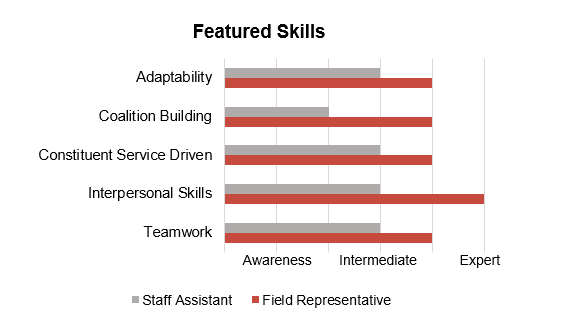 Featured Skills
Adaptability
Coalition Building
Constituent Service Driven
Interpersonal Skills
Teamwork
Awareness Intermediate Expert
Staff Assistant Field Representative